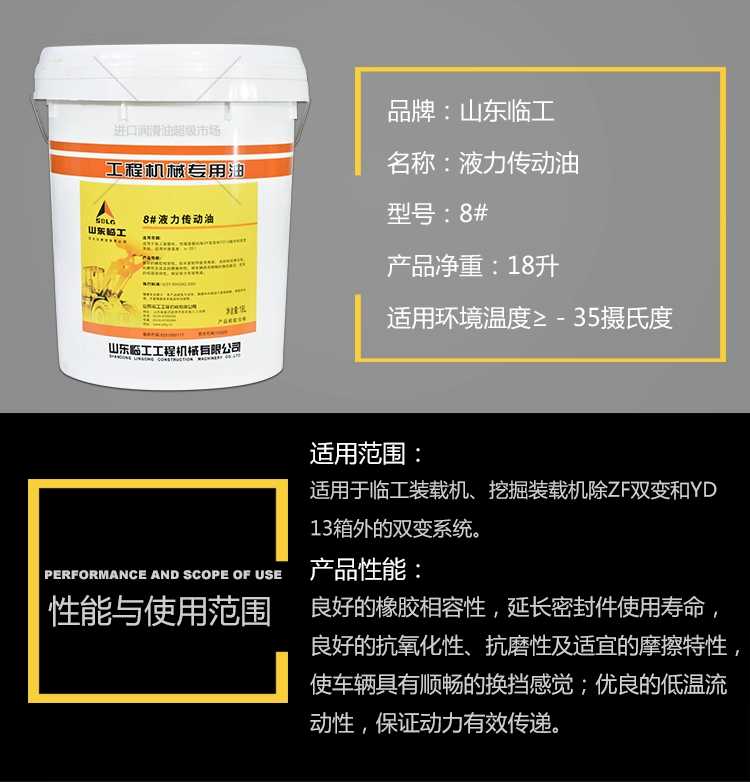 进口润滑油超级市场
工程机械专用油
SDLG
山东临工
8#液力传动油
山东临工工程机械有限公司
SHANDONG LINGONG CONSTRUCTION MACHINERY CO.,LTD
品牌：山东临工
名称：液力传动油
型号：8#
产品净重：18升
适用环境温度≥ - 35摄氏度
PERFORMANCE AND SCOPE OF USE
性能与使用范围
适用范围：
适用于临工装载机、挖掘装载机除ZF双变和YD
13箱外的双变系统。
产品性能：
良好的橡胶相容性，延长密封件使用寿命，
良好的抗氧化性、抗磨性及适宜的摩擦特性，
使车辆具有顺畅的换挡感觉；优良的低温流
动性，保证动力有效传递。